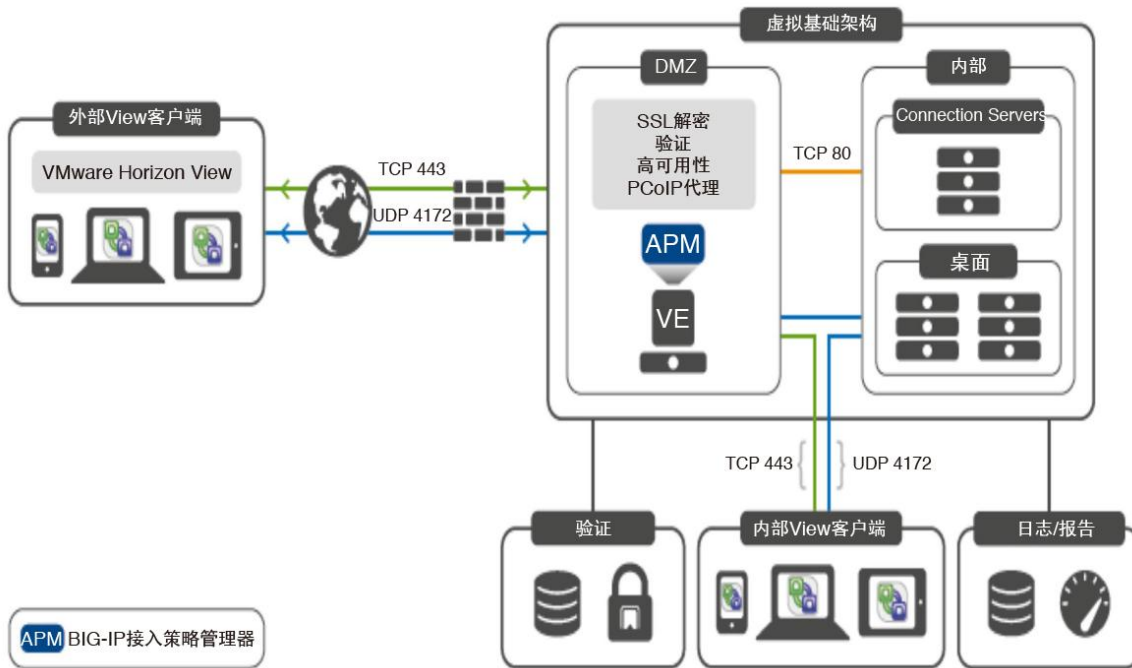 虚拟基础架构
外部View客户端
VMware Horizon View
TCP 443
UDP 4172
DMZ
SSL解密
验证
高可用性
PCoIP代理
APM
VE
TCP 80
内部
Connection Servers
桌面
TCP 443
UDP 4172
验证
内部View客户端
日志/报告
APM BIG-IP接入策略管理器